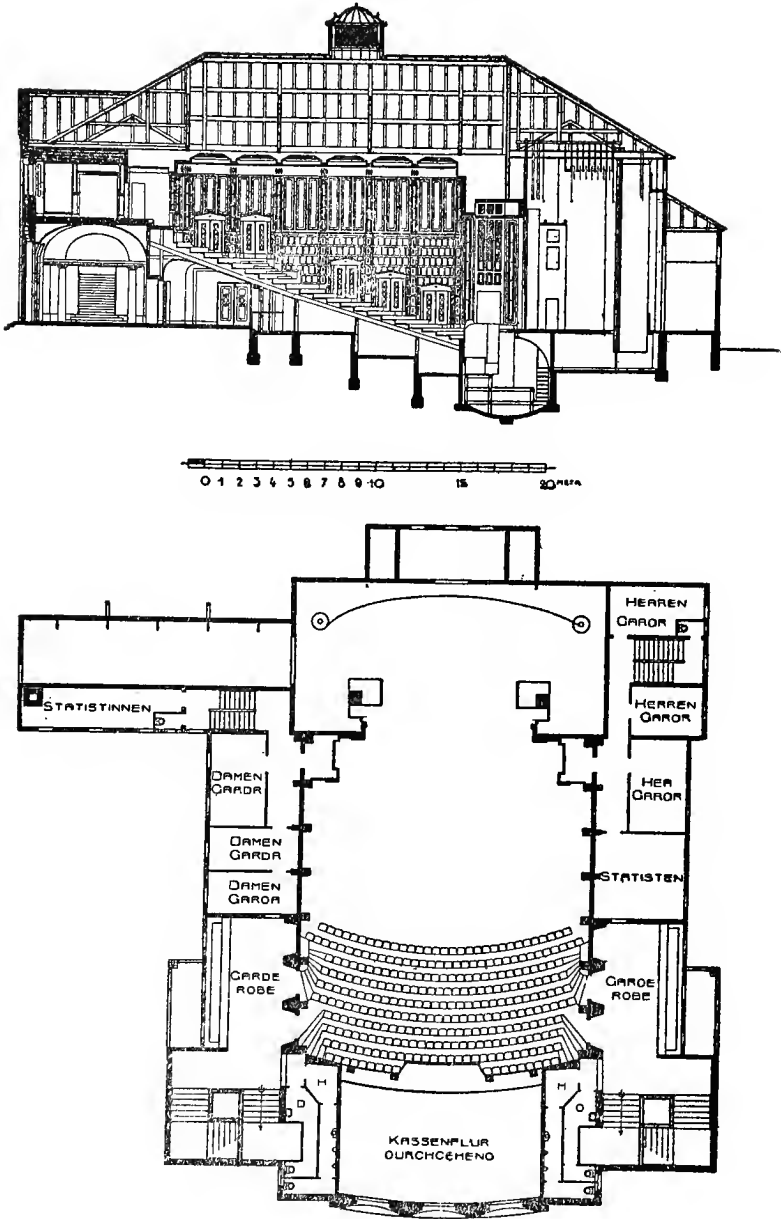 0 1 2 3 4 5 6 7 8 9 10 15 20 METR.
HERREN
GARDR
STATISTINNEN
HERREN
GARDR
DAMEN
GARDR
HER
GARDR
DAMEN
GARDR
DAMEN
GARDR
STATISTEN
GARDE
ROBE
GARDE
ROBE
H
H
D
D
KASSENFLUR
DURCHGEHEND